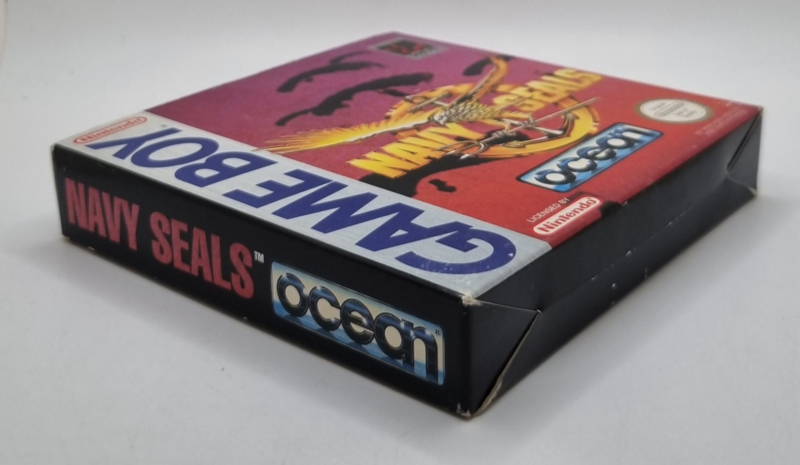 Nintendo
GAME BOY
NAVY SEALS
ocean
LICENSED BY
Nintendo
NAVY SEALS™
ocean